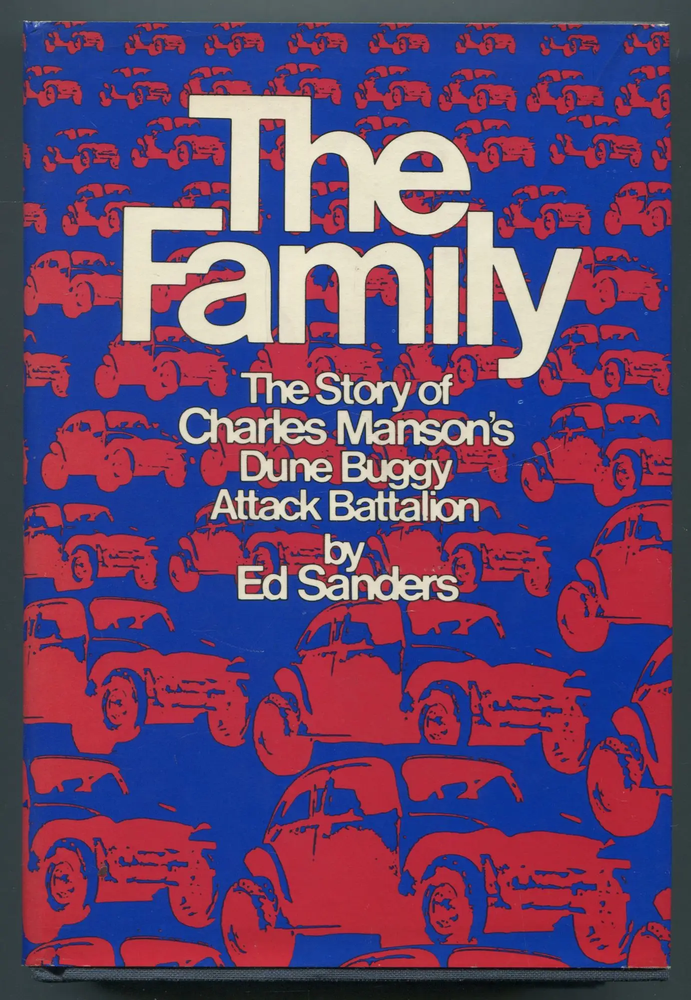 The
Family
The Story of
Charles Manson's
Dune Buggy
Attack Battalion
by
Ed Sanders